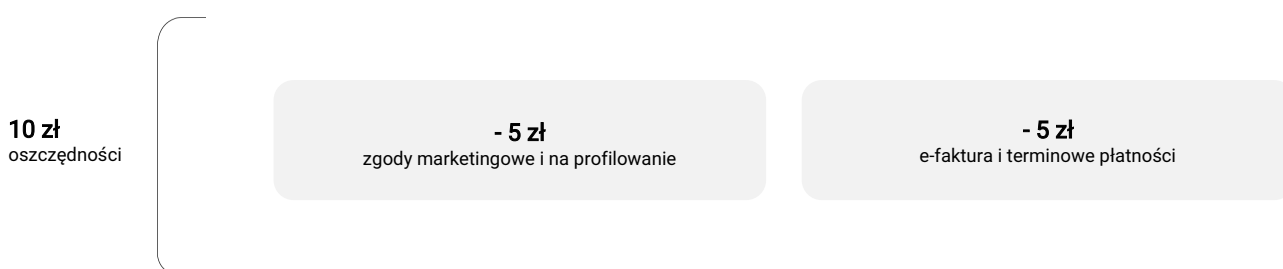 10 zł
oszczędności
- 5 zł
zgody marketingowe i na profilowanie
- 5 zł
e-faktura i terminowe płatności